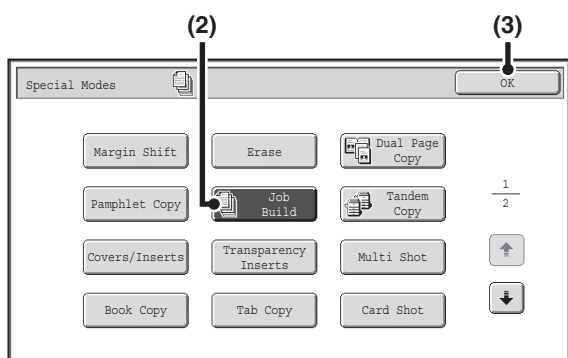 (2) (3)
Special Modes OK
Margin Shift Erase Dual Page
Copy
Pamphlet Copy Job
Build Tandem
Copy
1
2
Covers/Inserts Transparency
Inserts Multi Shot
Book Copy Tab Copy Card Shot